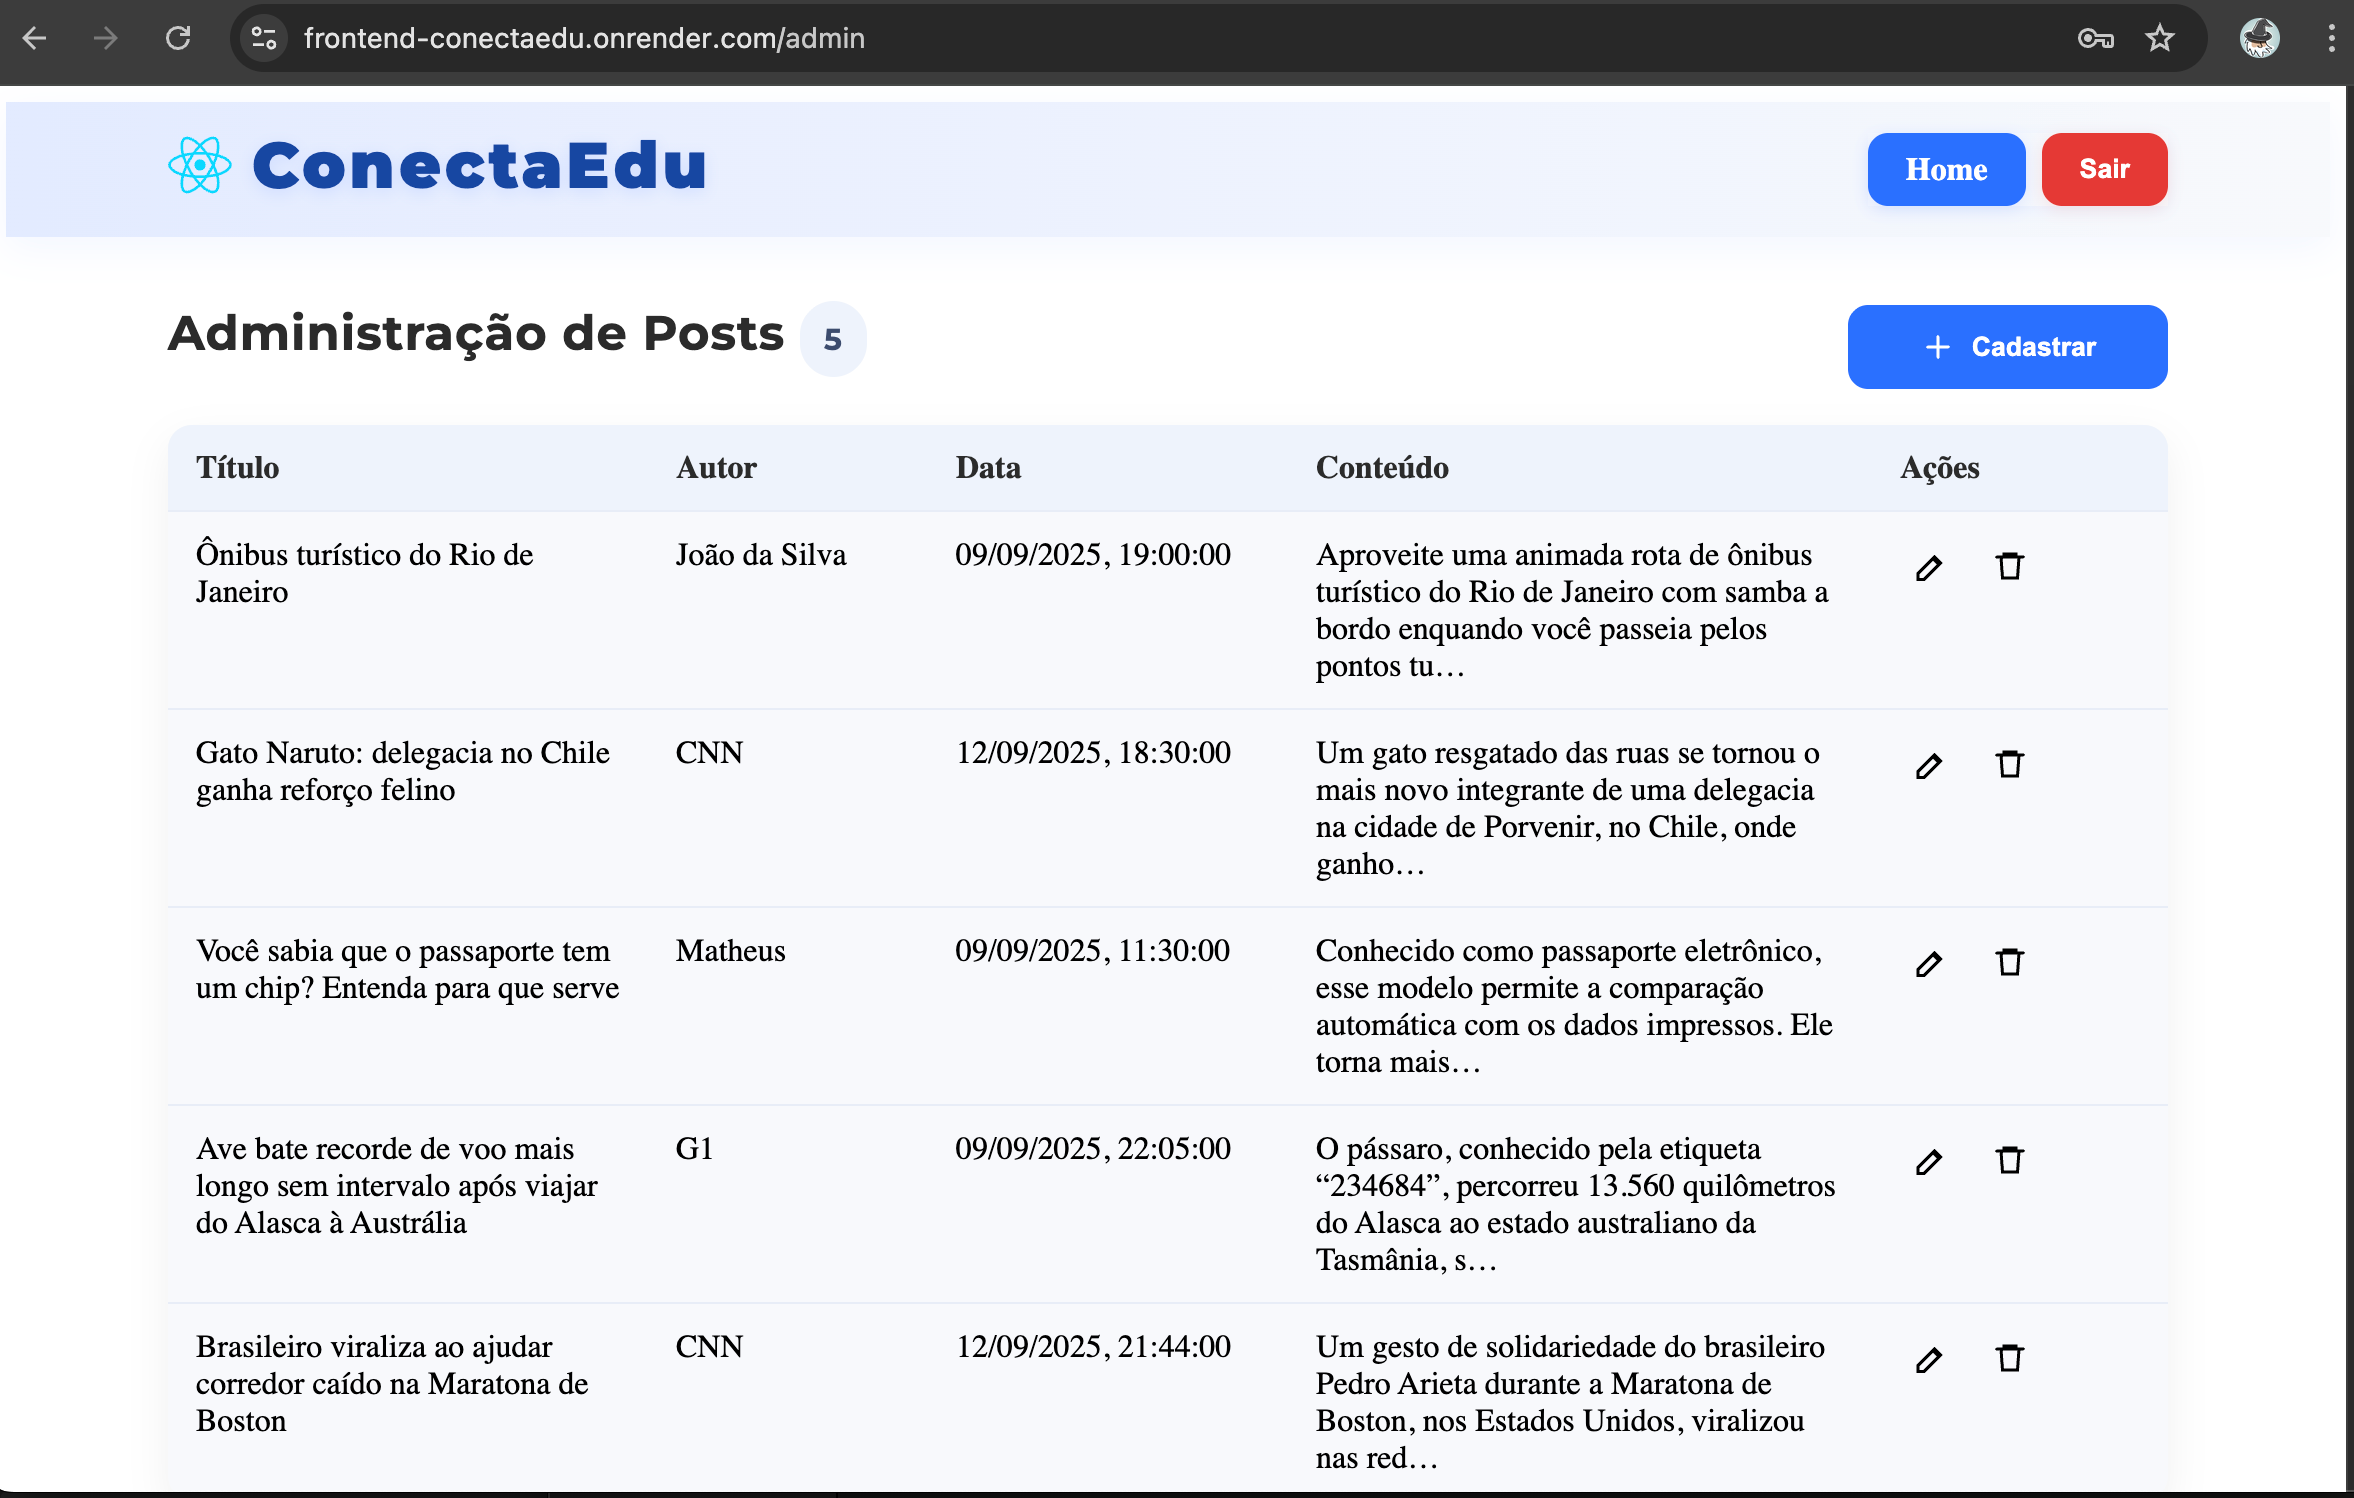 frontend-conectaedu.onrender.com/admin
ConectaEdu
Home
Sair
Administração de Posts
5
Cadastrar
Título
Autor
Data
Conteúdo
Ações
Ônibus turístico do Rio de
Janeiro
João da Silva
09/09/2025, 19:00:00
Aproveite uma animada rota de ônibus
turístico do Rio de Janeiro com samba a
bordo enquando você passeia pelos
pontos tu…
Gato Naruto: delegacia no Chile
ganha reforço felino
CNN
12/09/2025, 18:30:00
Um gato resgatado das ruas se tornou o
mais novo integrante de uma delegacia
na cidade de Porvenir, no Chile, onde
ganho…
Você sabia que o passaporte tem
um chip? Entenda para que serve
Matheus
09/09/2025, 11:30:00
Conhecido como passaporte eletrônico,
esse modelo permite a comparação
automática com os dados impressos. Ele
torna mais…
Ave bate recorde de voo mais
longo sem intervalo após viajar
do Alasca à Austrália
G1
09/09/2025, 22:05:00
O pássaro, conhecido pela etiqueta
“234684”, percorreu 13.560 quilômetros
do Alasca ao estado australiano da
Tasmânia, s…
Brasileiro viraliza ao ajudar
corredor caído na Maratona de
Boston
CNN
12/09/2025, 21:44:00
Um gesto de solidariedade do brasileiro
Pedro Arieta durante a Maratona de
Boston, nos Estados Unidos, viralizou
nas red…